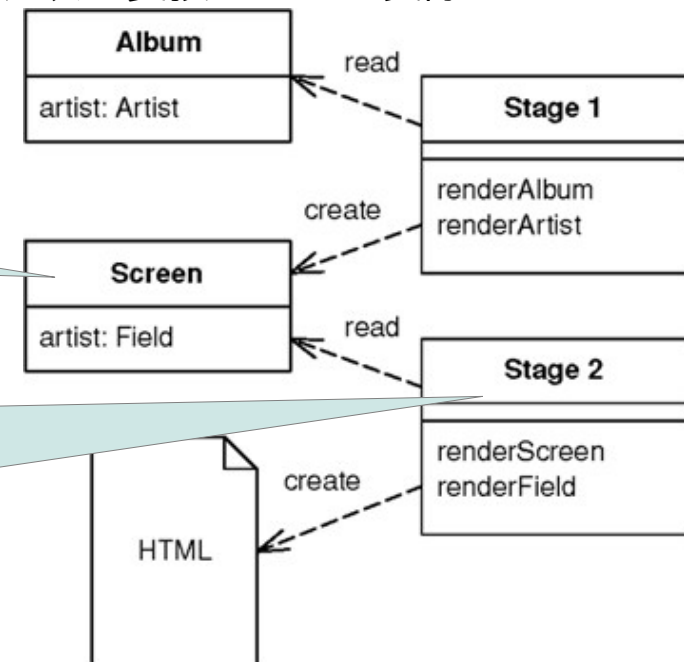 Album
artist: Artist
read
Stage 1
renderAlbum
renderArtist
create
Screen
artist: Field
read
Stage 2
renderScreen
renderField
create
HTML